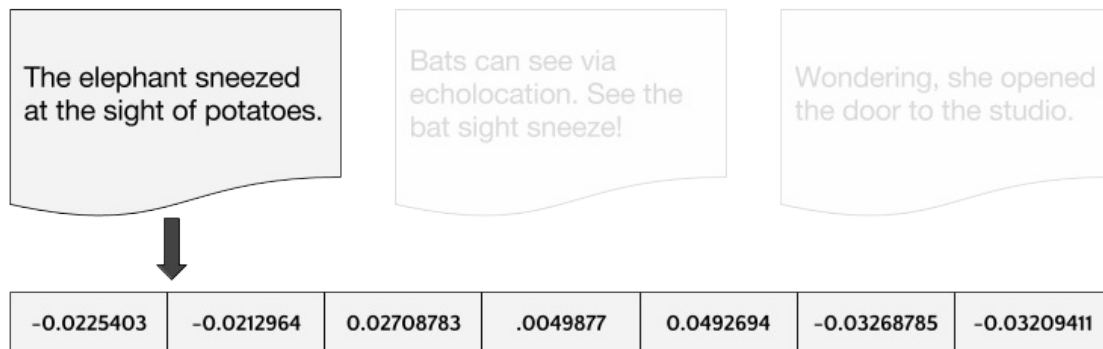 The elephant sneezed
at the sight of potatoes.
Bats can see via
echolocation. See the
bat sight sneeze!
Wondering, she opened
the door to the studio.
-0.0225403 -0.0212964 0.02708783 .0049877 0.0492694 -0.03268785 -0.03209411